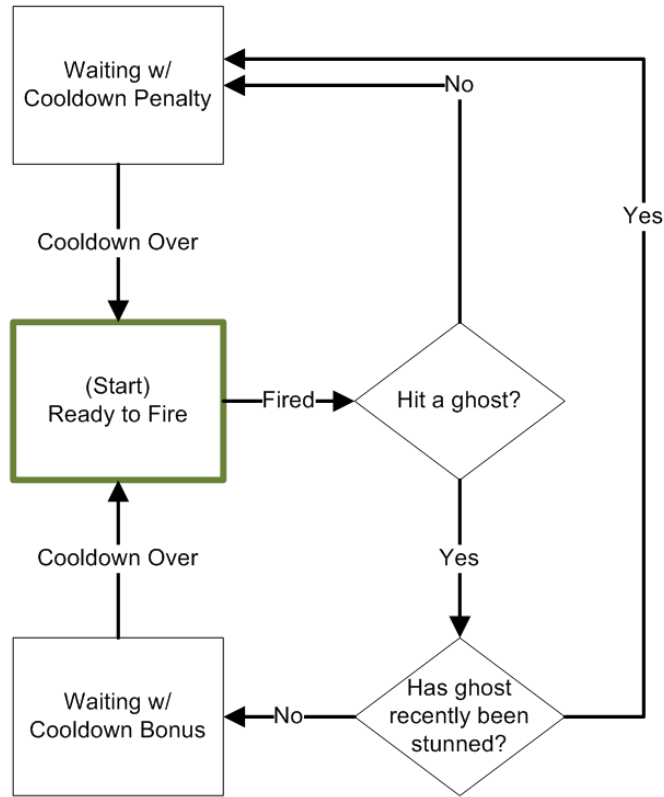 Waiting w/
Cooldown Penalty
No
Yes
Cooldown Over
(Start)
Ready to Fire
Fired
Hit a ghost?
Cooldown Over
Yes
Waiting w/
Cooldown Bonus
No
Has ghost
recently been
stunned?